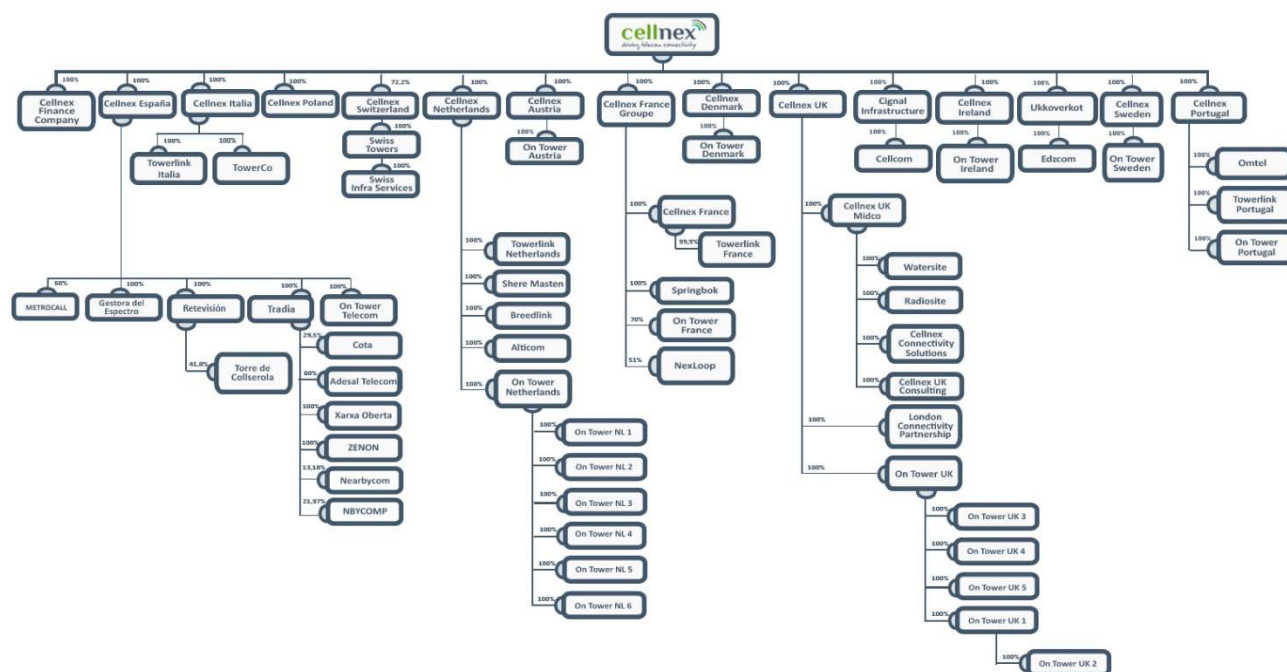 cellnex
driving telecom connectivity
100%
100%
100%
100%
72,2%
100%
100%
100%
100%
100%
100%
100%
100%
100%
100%
Cellnex
Finance
Company
Cellnex España
Cellnex Italia
Cellnex Poland
Cellnex
Switzerland
Cellnex
Netherlands
Cellnex
Austria
Cellnex France
Groupe
Cellnex
Denmark
Cellnex UK
Cignal
Infrastructure
Cellnex
Ireland
Ukkoverkot
Cellnex
Sweden
Cellnex
Portugal
100%
Towerlink
Italia
100%
TowerCo
100%
Swiss
Towers
100%
Swiss
Infra Services
100%
On Tower
Austria
100%
On Tower
Denmark
100%
Cellcom
100%
On Tower
Ireland
100%
Edzcom
100%
On Tower
Sweden
100%
Omtel
100%
Towerlink
Portugal
100%
On Tower
Portugal
60%
METROCALL
100%
Gestora del
Espectro
100%
Retevisión
100%
Tradia
100%
On Tower
Telecom
41,8%
Torre de
Collserola
29,5%
Cota
60%
Adesal Telecom
100%
Xarxa Oberta
100%
ZENON
13,18%
Nearbycom
21,97%
NBYCOMP
100%
Towerlink
Netherlands
100%
Shere Masten
100%
Breedlink
100%
Alticom
100%
On Tower
Netherlands
100%
On Tower NL 1
100%
On Tower NL 2
100%
On Tower NL 3
100%
On Tower NL 4
100%
On Tower NL 5
100%
On Tower NL 6
100%
Cellnex France
99,9%
Towerlink
France
100%
Springbok
70%
On Tower
France
51%
NexLoop
100%
Cellnex UK
Midco
100%
Watersite
100%
Radiosite
100%
Cellnex
Connectivity
Solutions
100%
Cellnex UK
Consulting
100%
London
Connectivity
Partnership
100%
On Tower UK
100%
On Tower UK 3
100%
On Tower UK 4
100%
On Tower UK 5
100%
On Tower UK 1
100%
On Tower UK 2